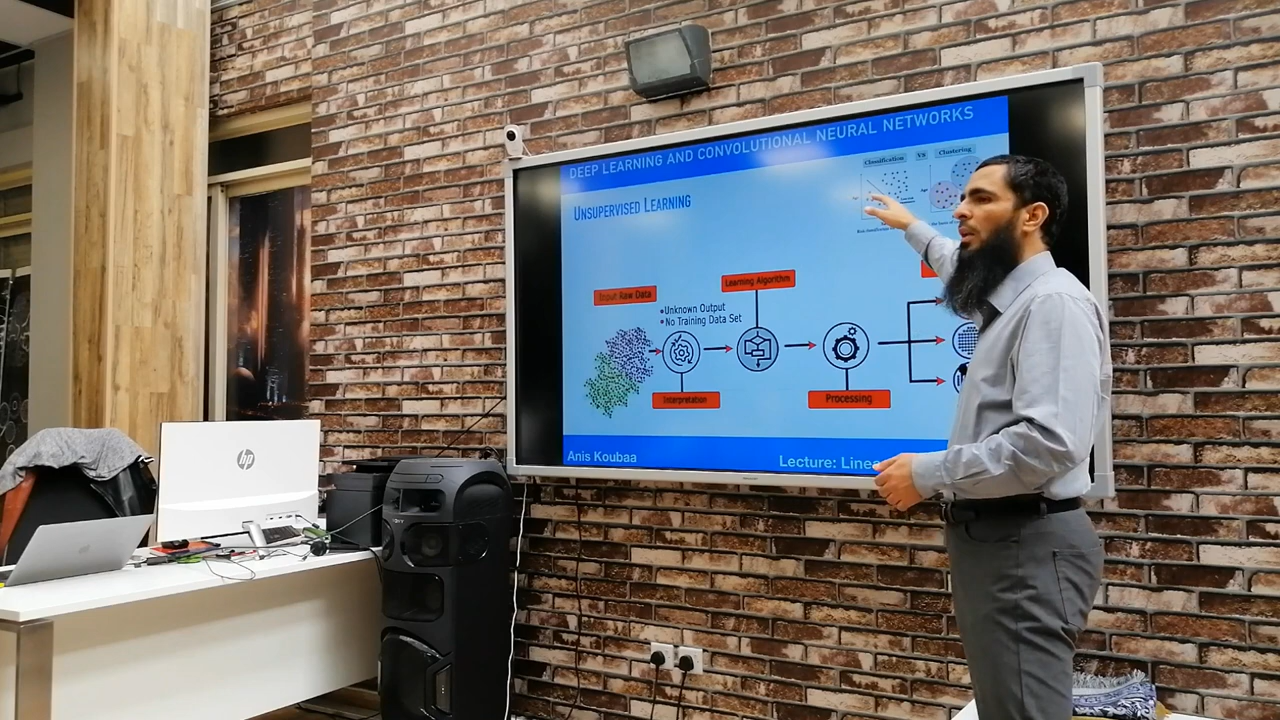 DEEP LEARNING AND CONVOLUTIONAL NEURAL NETWORKS
Classification VS Clustering
UNSUPERVISED LEARNING
Learning Algorithm
Input Raw Data
•Unknown Output
•No Training Data Set
Interpretation
Processing
Anis Koubaa
Lecture:
hp
SONY